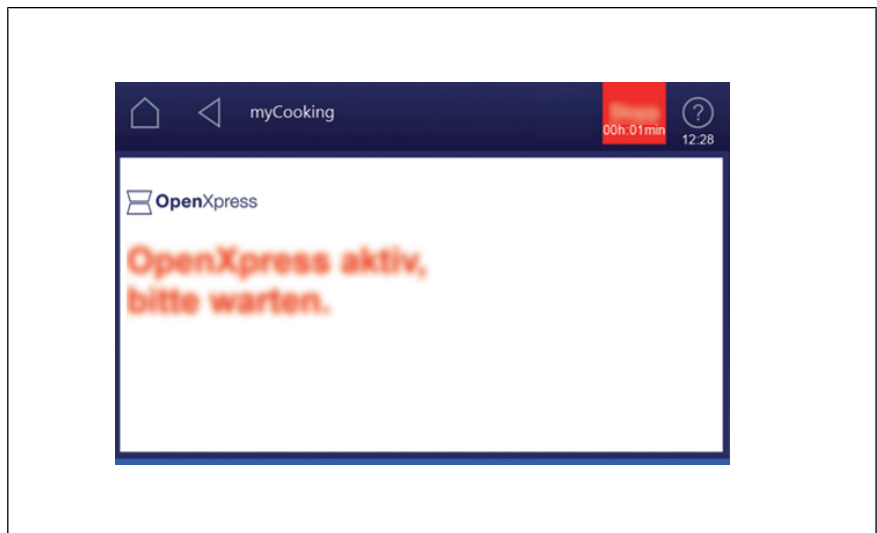 myCooking
00h:01min
?
12:28
OpenXpress
OpenXpress aktiv,
bitte warten.